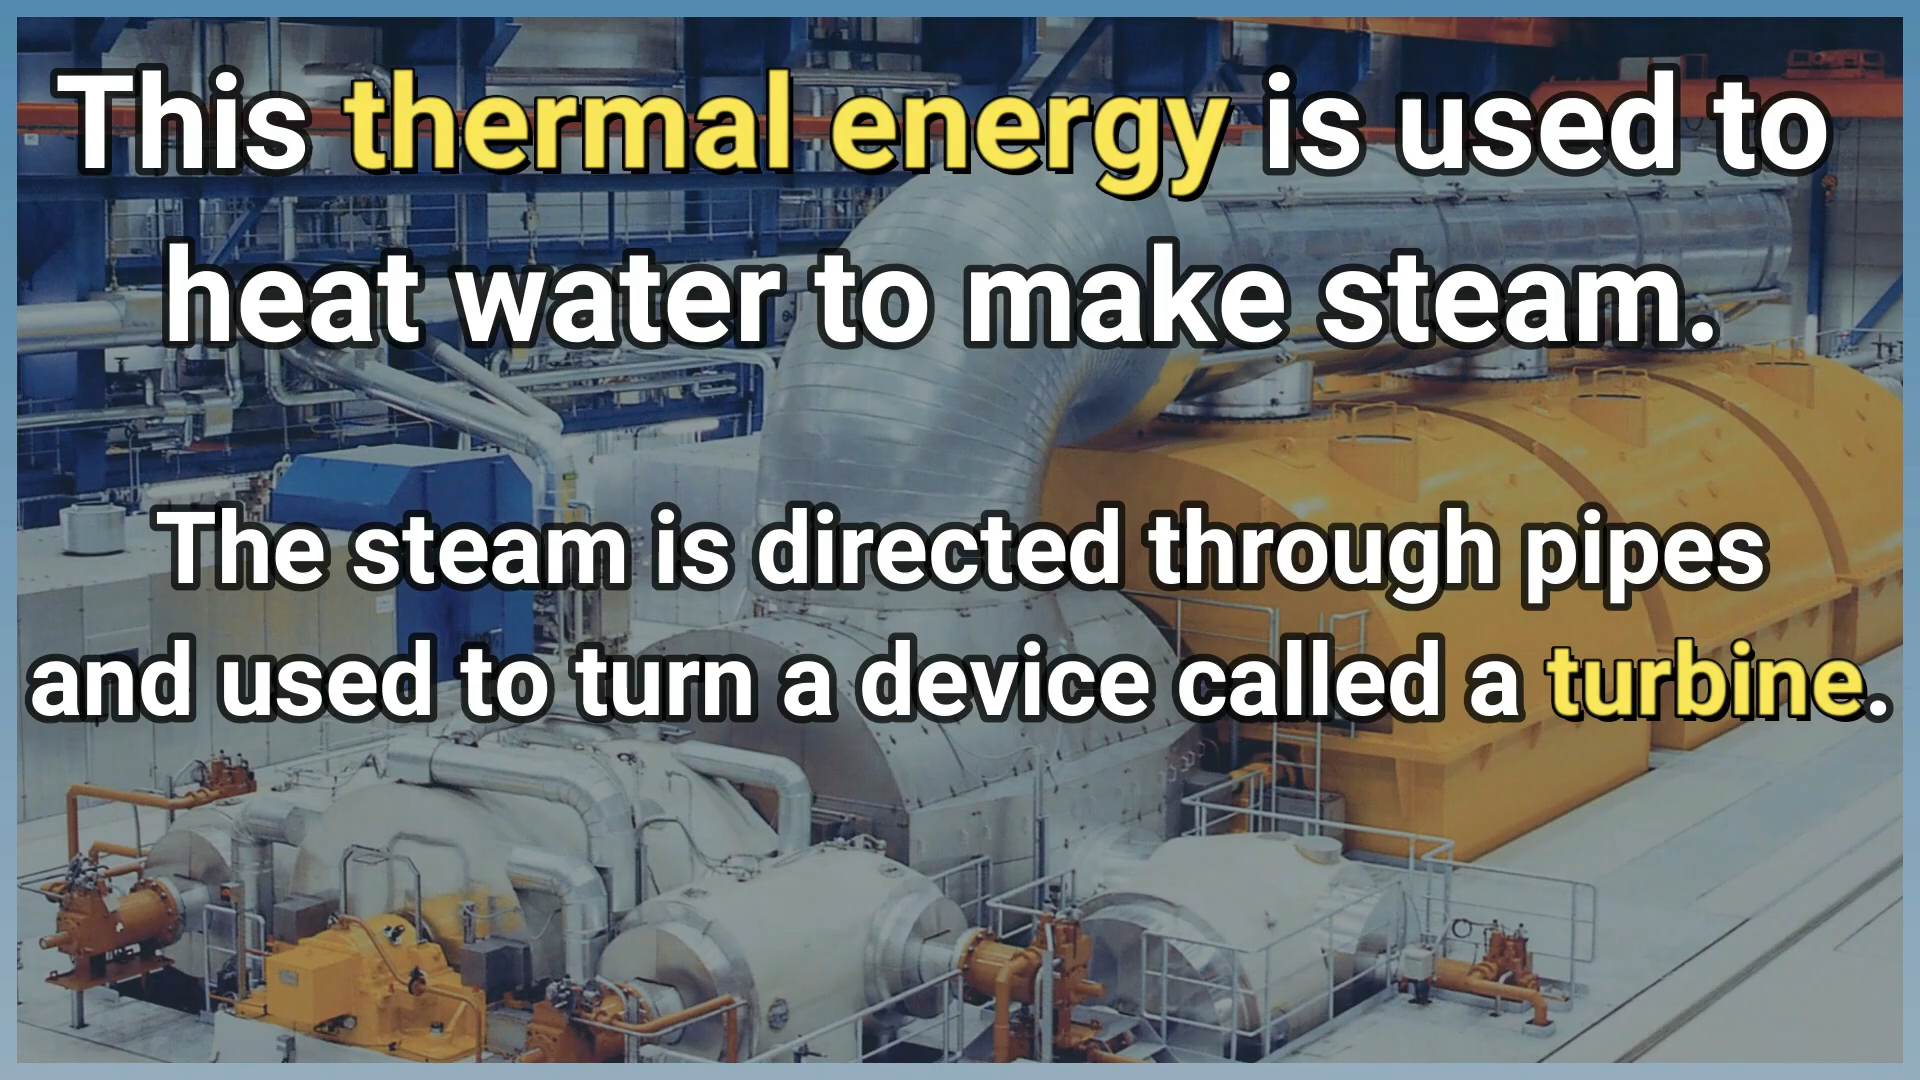 This thermal energy is used to
heat water to make steam.
The steam is directed through pipes
and used to turn a device called a turbine.